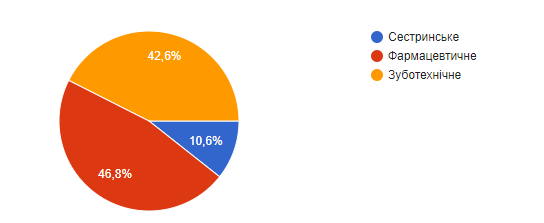 42,6%
10,6%
46,8%
Сестринське
Фармацевтичне
Зуботехнічне